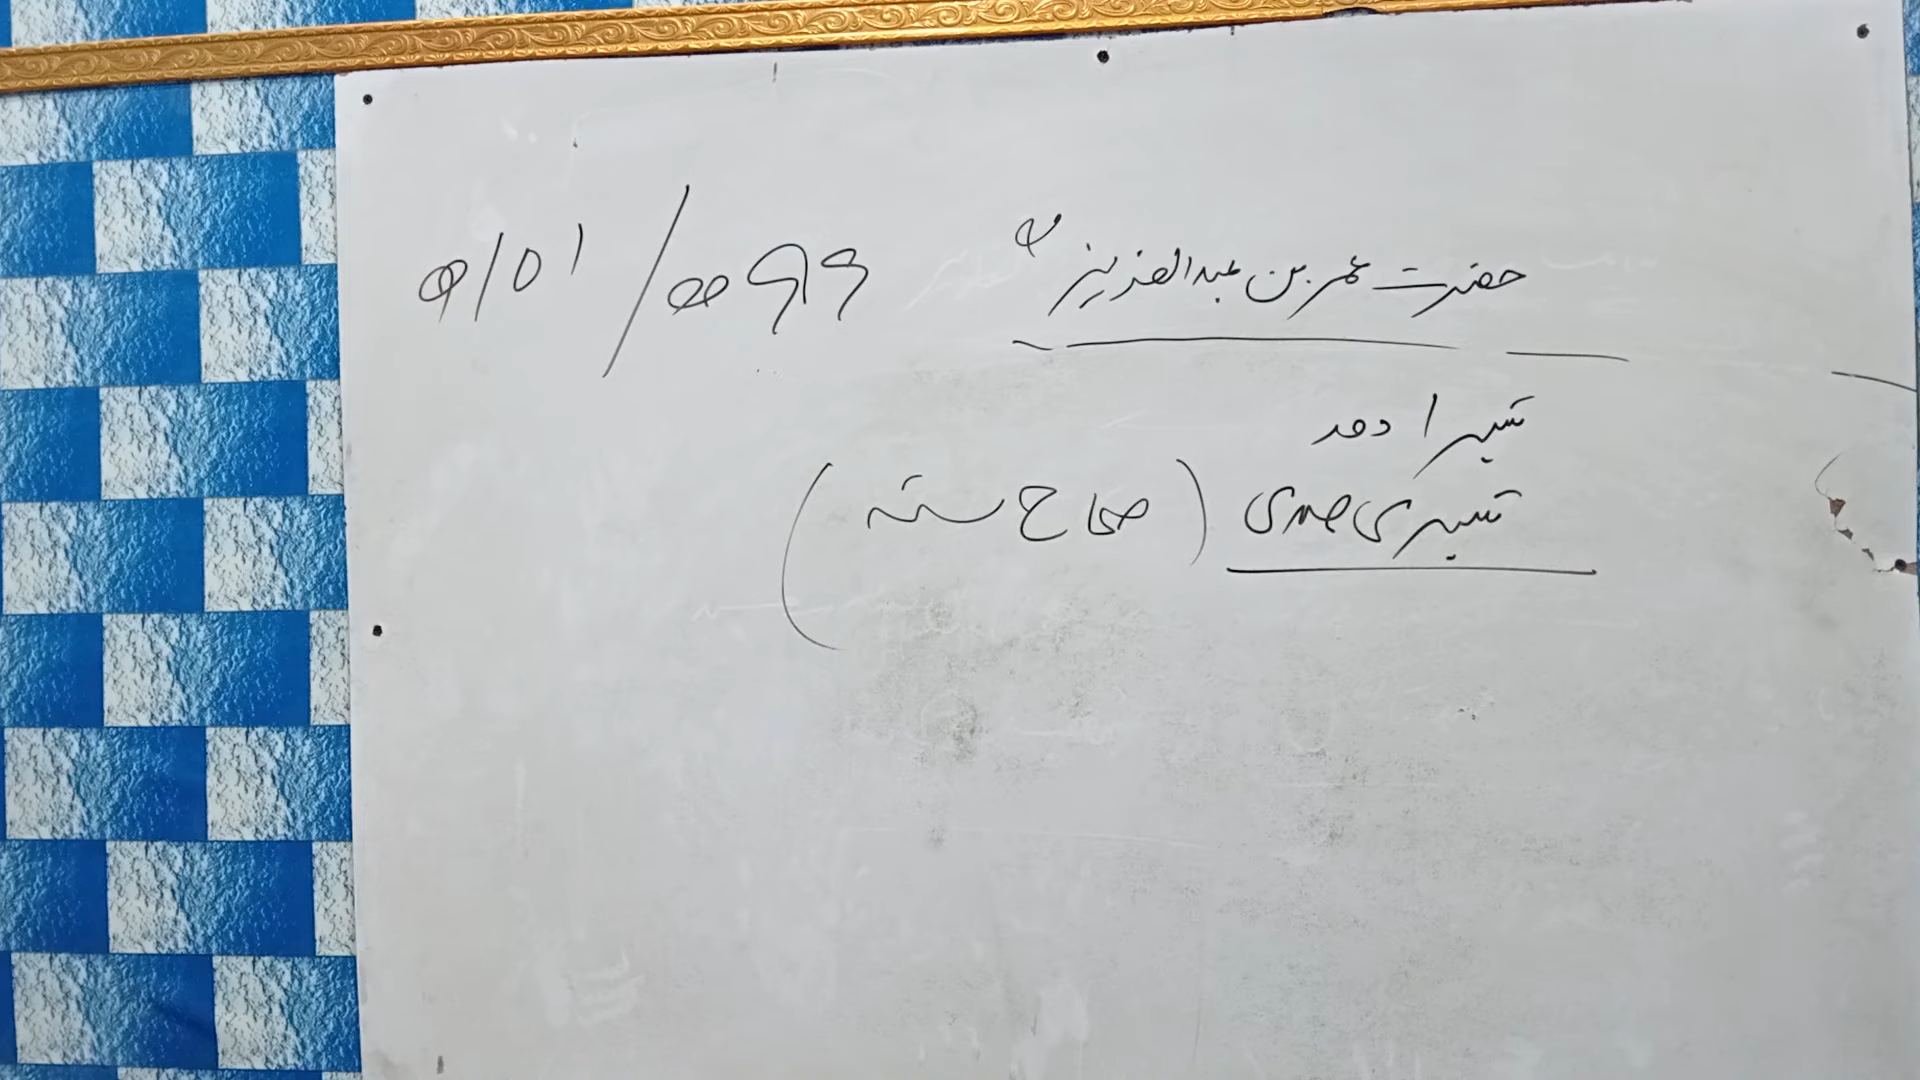 حضرت عمر بن عبدالعزیزؒ ۹۹ھ / ۱۰۱ھ
تیسرا دور
تیسری صدی (صحاح ستہ)